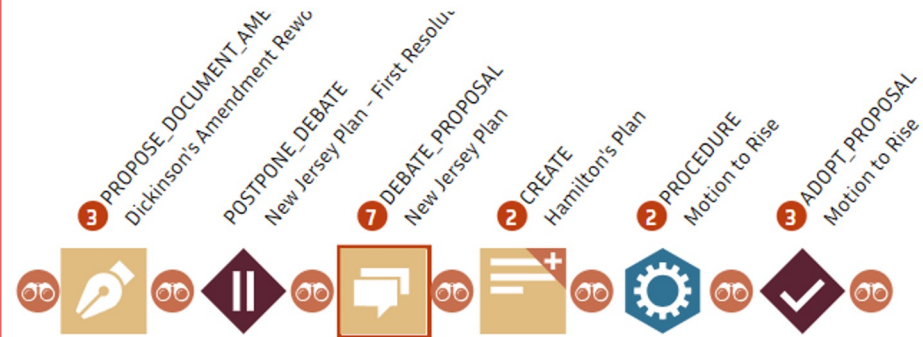 3 PROPOSE_DOCUMENT_AME
Dickinson's Amendment Rewo
POSTPONE_DEBATE
New Jersey Plan - First Resolu
7 DEBATE_PROPOSAL
New Jersey Plan
2 CREATE
Hamilton's Plan
2 PROCEDURE
Motion to Rise
3 ADOPT_PROPOSAL
Motion to Rise